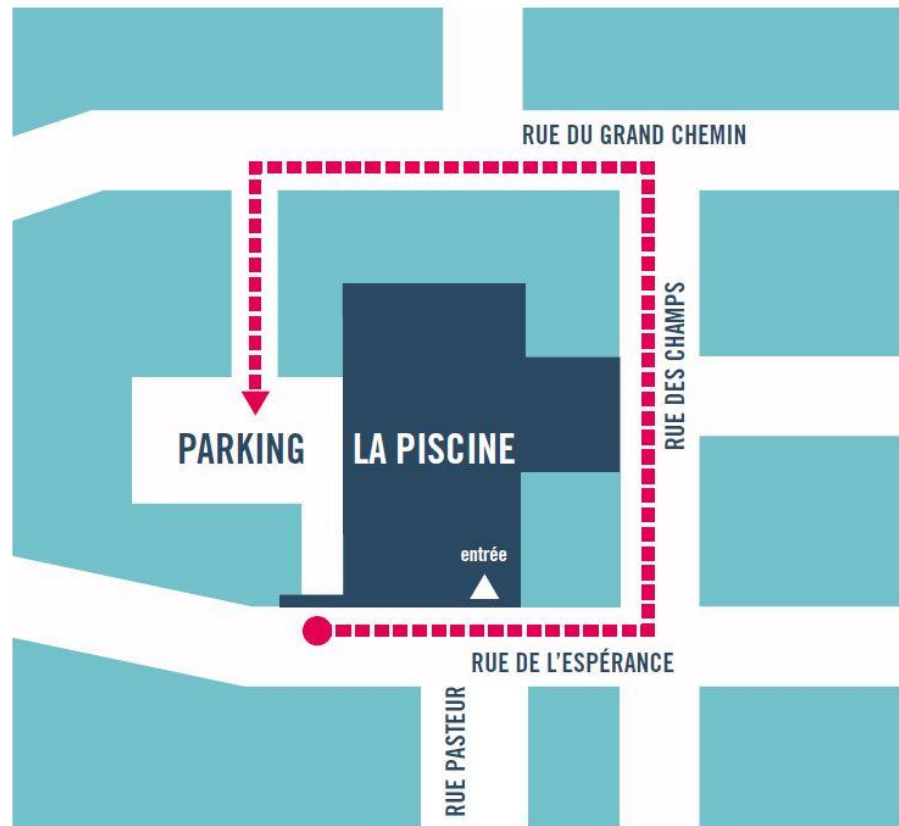 RUE DU GRAND CHEMIN
RUE DES CHAMPS
PARKING
LA PISCINE
entrée
RUE DE L'ESPÉRANCE
RUE PASTEUR